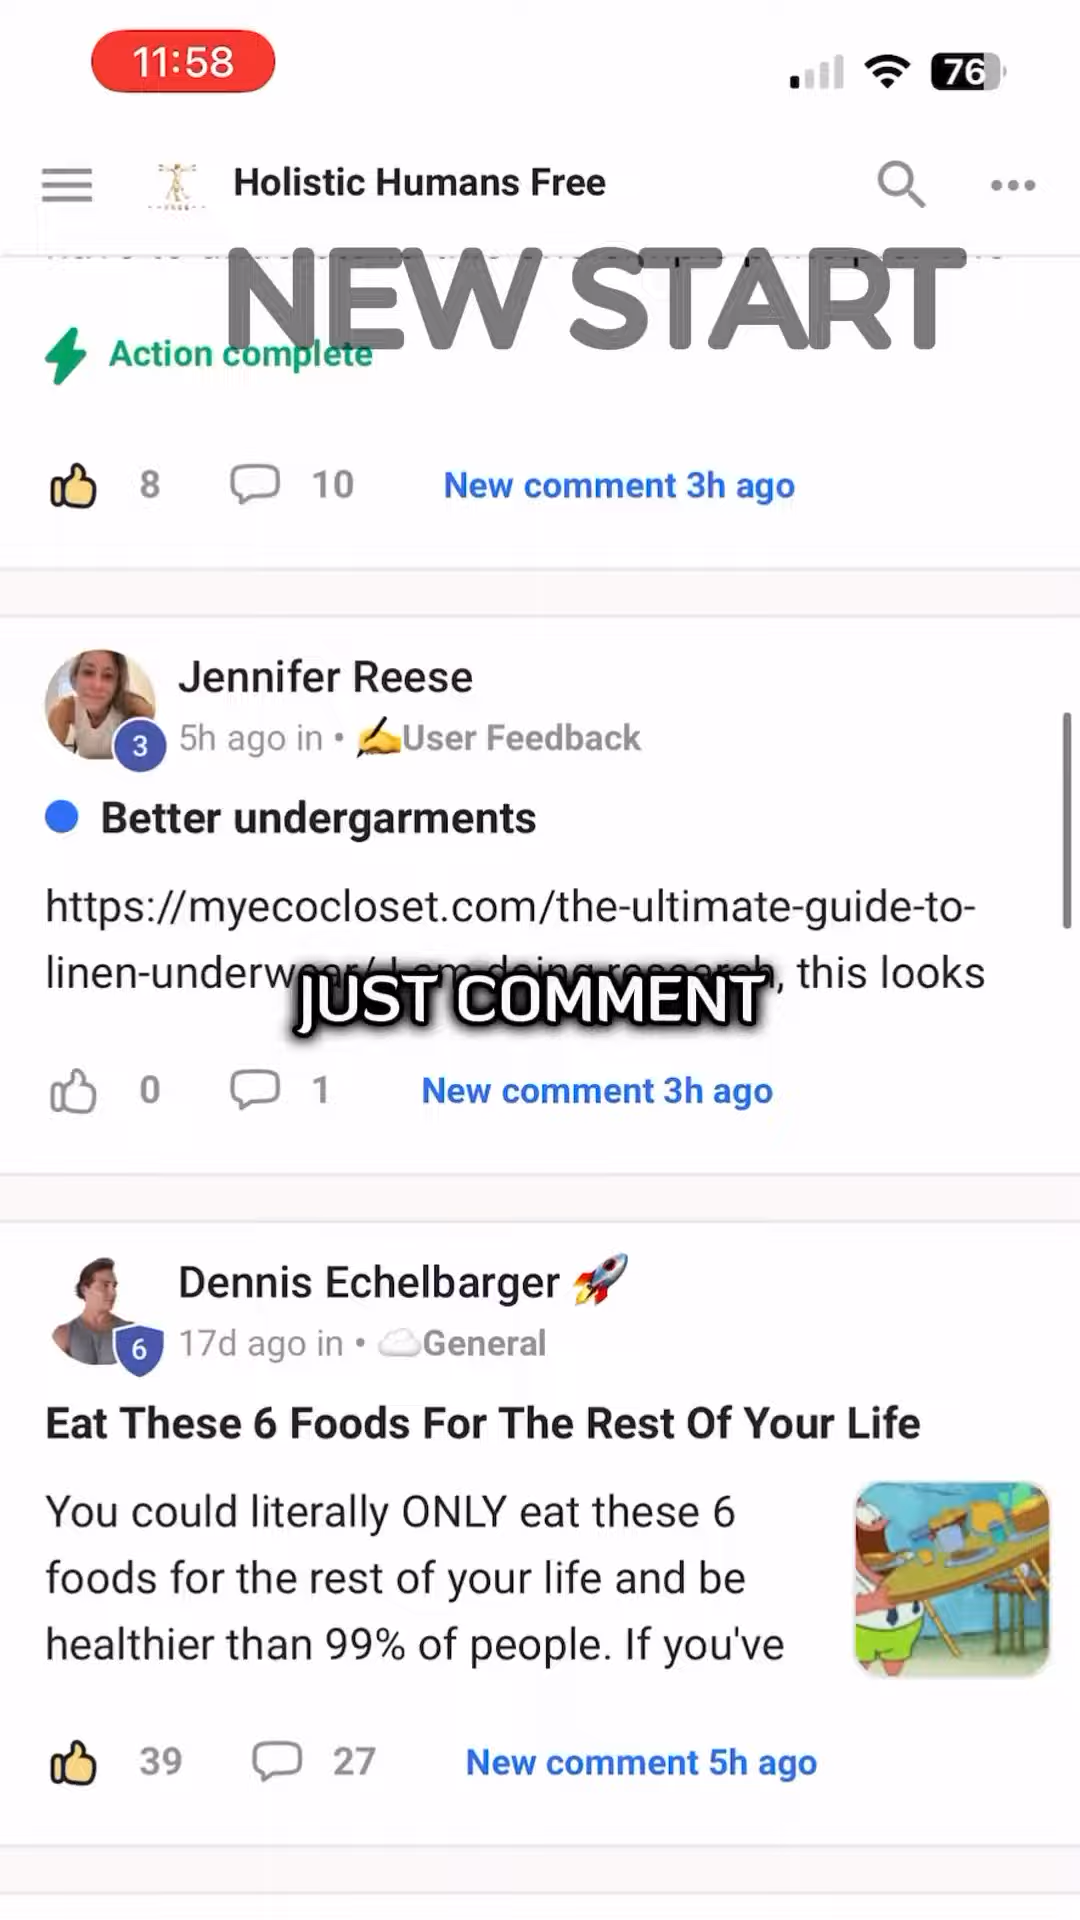 11:58
76
Holistic Humans Free
NEW START
Action complete
8
10
New comment 3h ago
Jennifer Reese
3
5h ago in • ✍️User Feedback
Better undergarments
https://myecocloset.com/the-ultimate-guide-to-
linen-underwear/ I am doing research, this looks
JUST COMMENT
0
1
New comment 3h ago
Dennis Echelbarger 🚀
6
17d ago in • ☁️General
Eat These 6 Foods For The Rest Of Your Life
You could literally ONLY eat these 6
foods for the rest of your life and be
healthier than 99% of people. If you've
39
27
New comment 5h ago